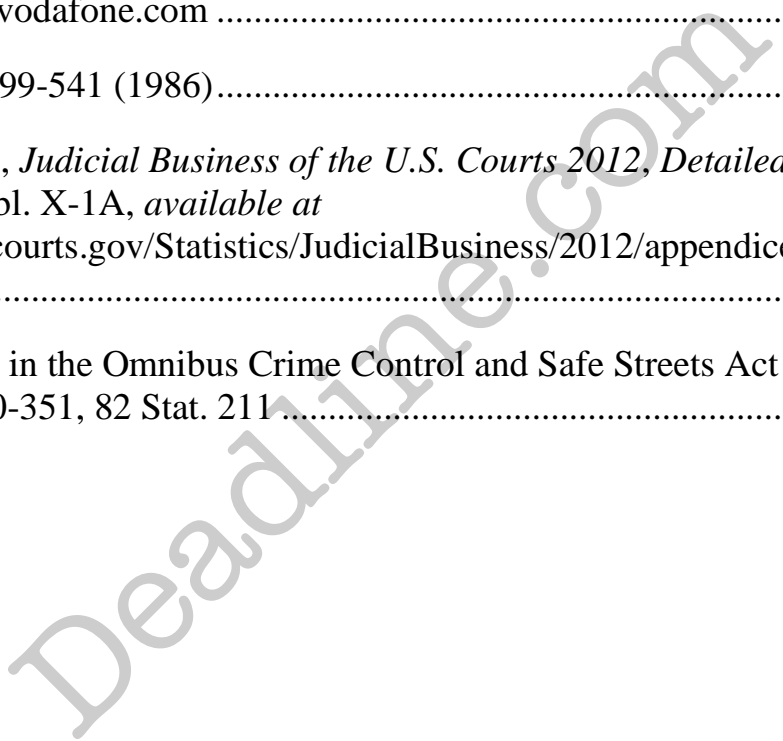 vodafone.com ........................................................
99-541 (1986) ........................................................
, Judicial Business of the U.S. Courts 2012, Detailed
bl. X-1A, available at
courts.gov/Statistics/JudicialBusiness/2012/appendice
........................................................
in the Omnibus Crime Control and Safe Streets Act
0-351, 82 Stat. 211 ........................................................
Deadline.com